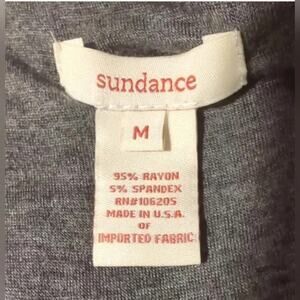 sundance
M
95% RAYON
5% SPANDEX
RN#106205
MADE IN U.S.A.
OF
IMPORTED FABRIC